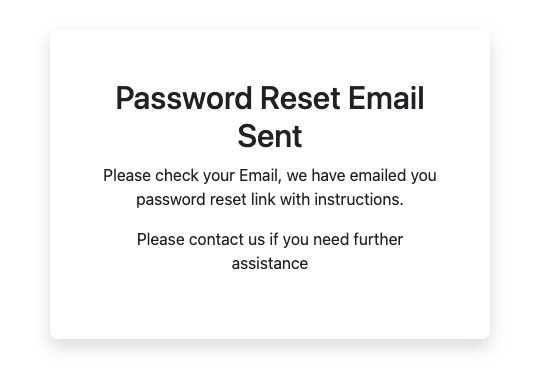 Password Reset Email
Sent
Please check your Email, we have emailed you
password reset link with instructions.
Please contact us if you need further
assistance